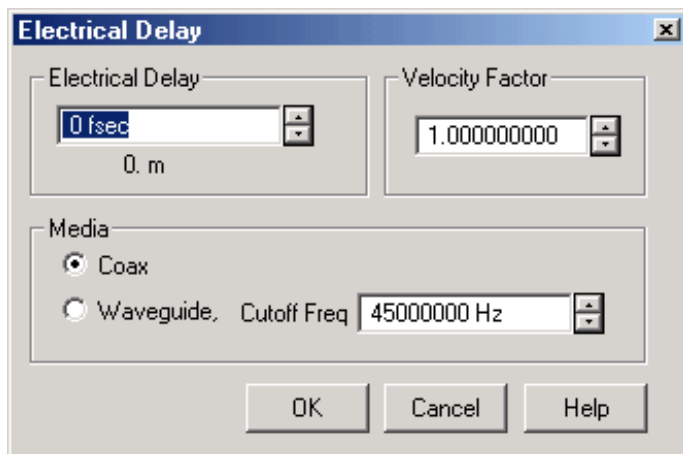 Electrical Delay
Electrical Delay
0 fsec
0. m
Velocity Factor
1.000000000
Media
Coax
Waveguide, Cutoff Freq 45000000 Hz
OK Cancel Help